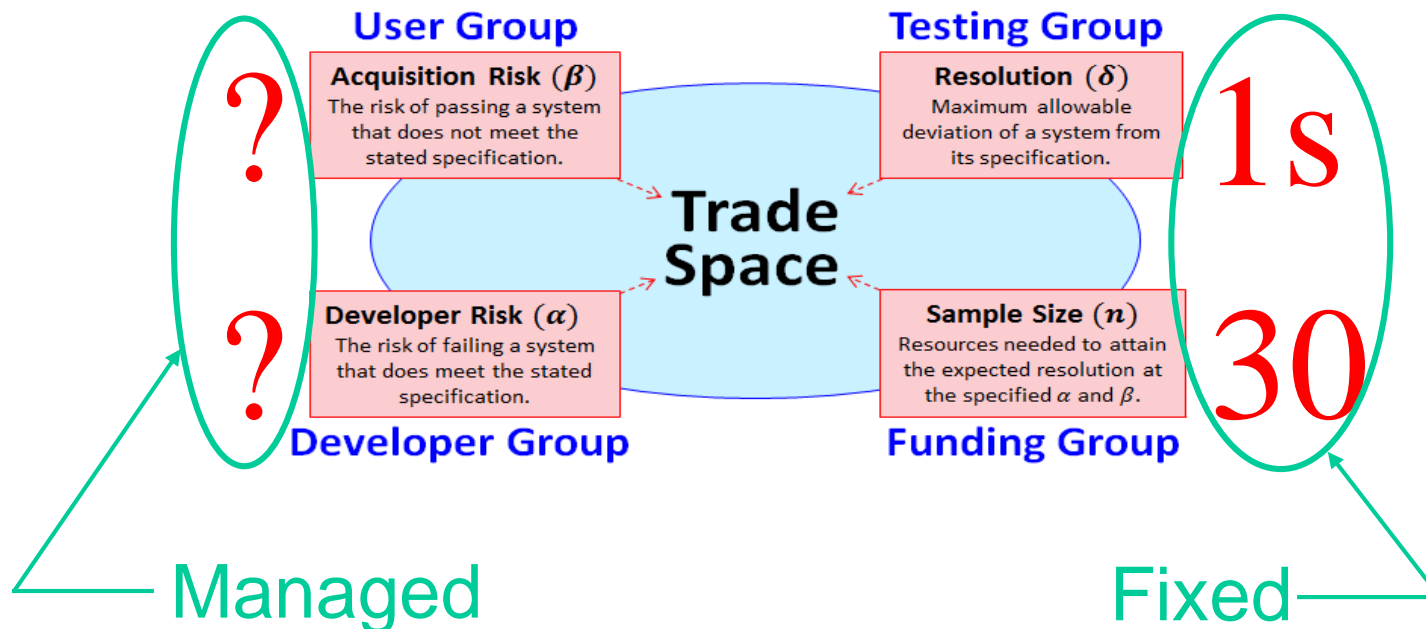 User Group
Acquisition Risk (β)
The risk of passing a system
that does not meet the
stated specification.
?
Testing Group
Resolution (δ)
Maximum allowable
deviation of a system from
its specification.
1s
Trade
Space
?
Developer Risk (α)
The risk of failing a system
that does meet the stated
specification.
Developer Group
Sample Size (n)
Resources needed to attain
the expected resolution at
the specified α and β.
30
Funding Group
Managed
Fixed